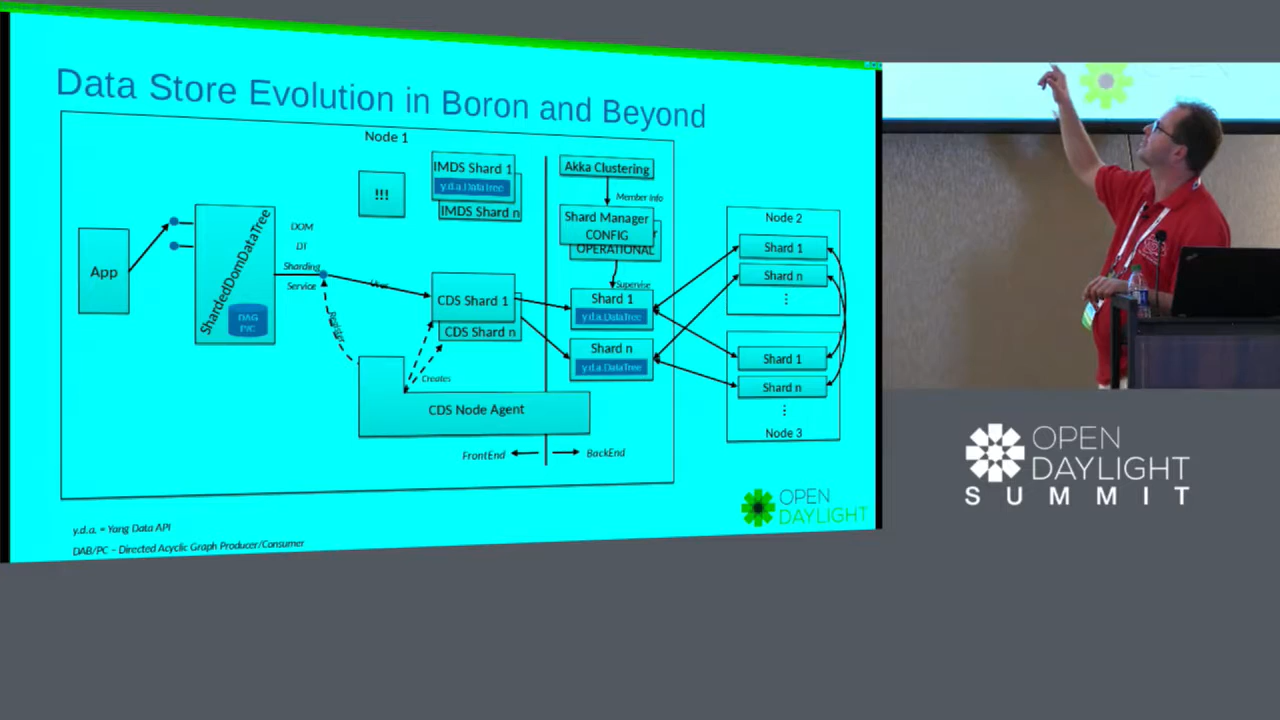 Data Store Evolution in Boron and Beyond
Node 1
!!!
IMDS Shard 1
y.d.a.DataTree
IMDS Shard n
Akka Clustering
Member Info
Shard Manager
CONFIG
OPERATIONAL
Supervise
App
ShardedDomDataTree
DAG
P/C
DOM
DT
Sharding
Service
CDS Shard 1
CDS Shard n
Creates
CDS Node Agent
Shard 1
y.d.a.DataTree
Shard n
y.d.a.DataTree
FrontEnd
BackEnd
Node 2
Shard 1
Shard n
Shard 1
Shard n
Node 3
y.d.a. = Yang Data API
DAB/PC – Directed Acyclic Graph Producer/Consumer
OPEN
DAYLIGHT
OPEN
DAYLIGHT
SUMMIT